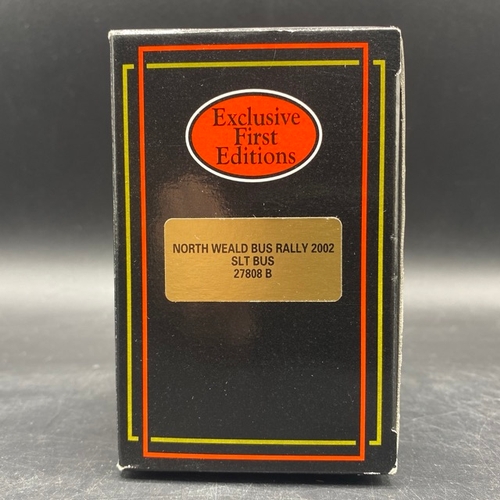 Exclusive
First
Editions
NORTH WEALD BUS RALLY 2002
SLT BUS
27808 B